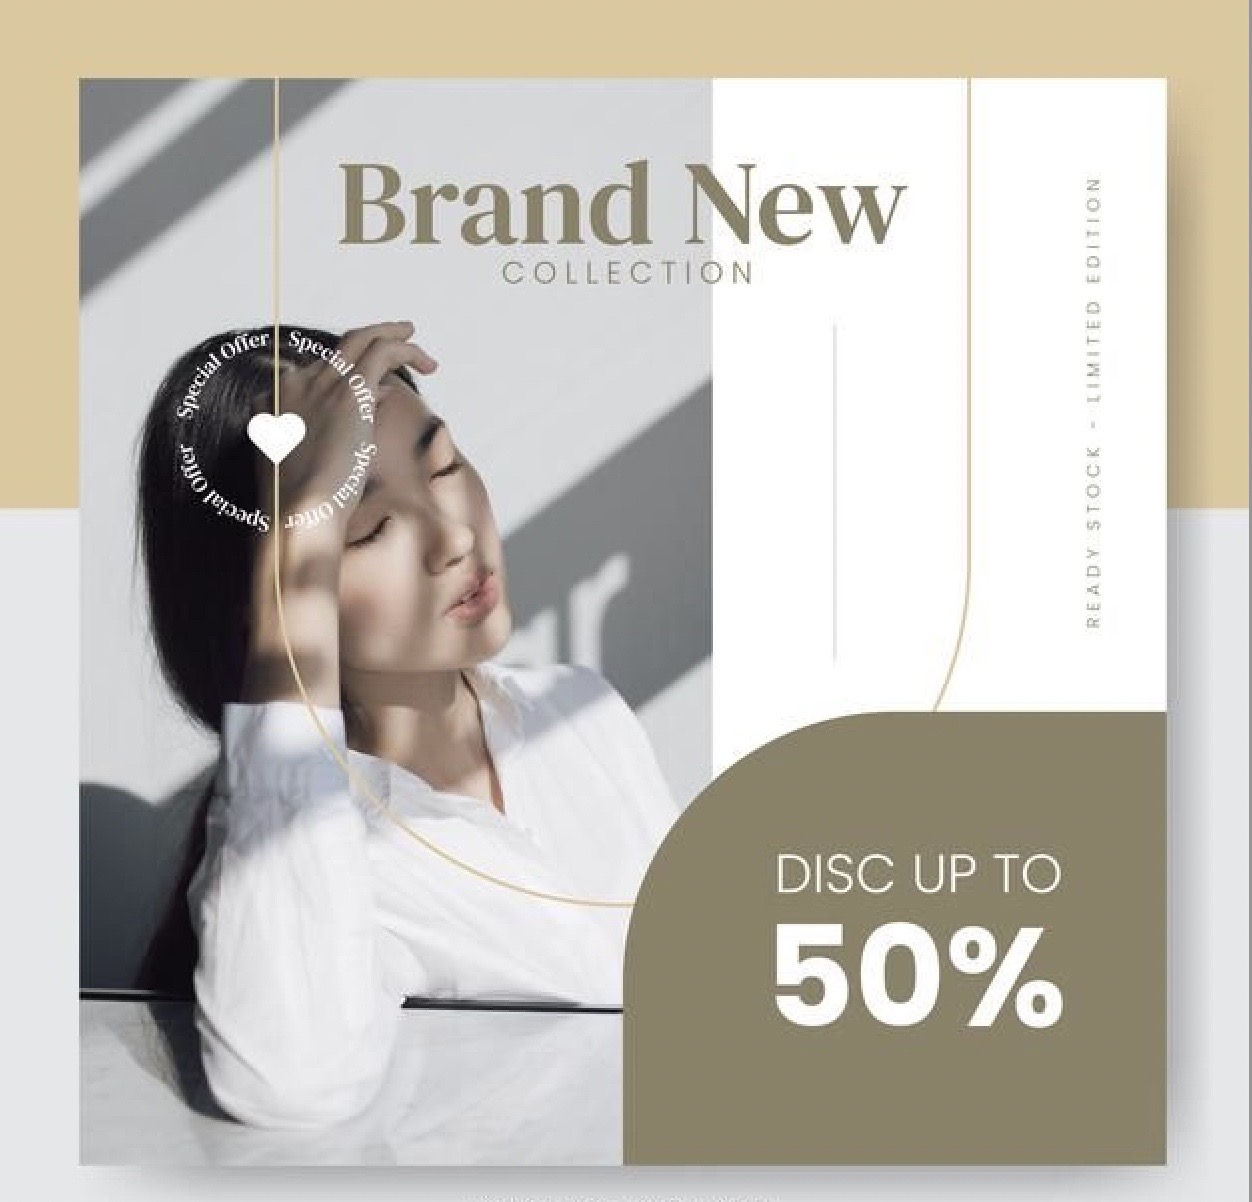 Brand New
COLLECTION
Special Offer
Special Offer
Special Offer
Special Offer
READY STOCK - LIMITED EDITION
DISC UP TO
50%